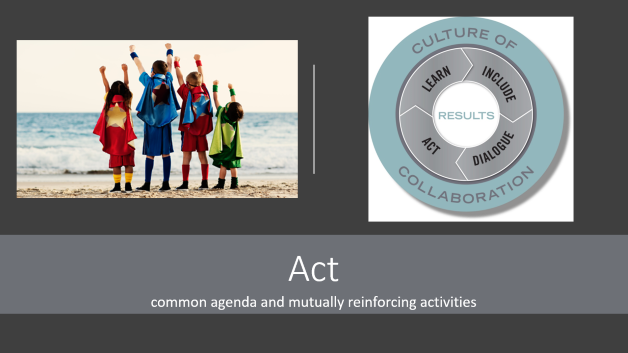 CULTURE OF
LEARN
INCLUDE
RESULTS
ACT
DIALOGUE
COLLABORATION
Act
common agenda and mutually reinforcing activities